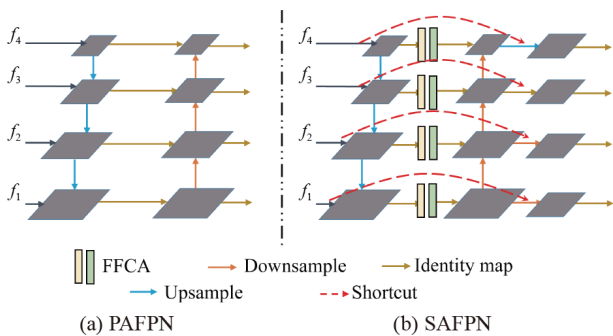 f4 f4
f3 f3
f2 f2
f1 f1
FFCA Downsample Identity map
Upsample Shortcut
(a) PAFPN (b) SAFPN